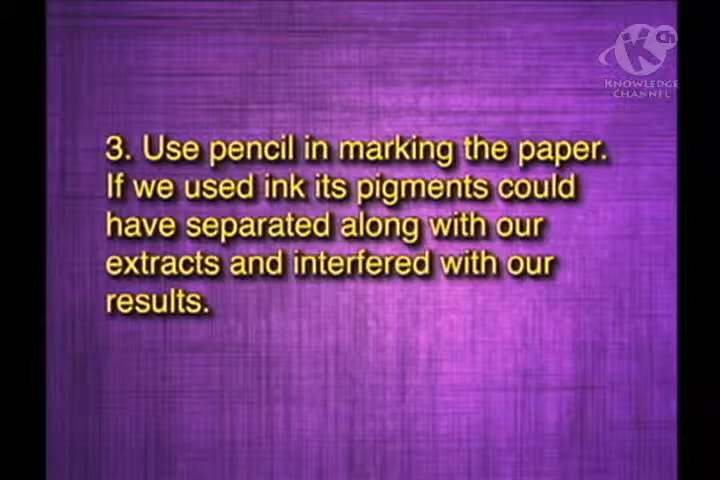 KCh
KNOWLEDGE
CHANNEL
3. Use pencil in marking the paper.
If we used ink its pigments could
have separated along with our
extracts and interfered with our
results.